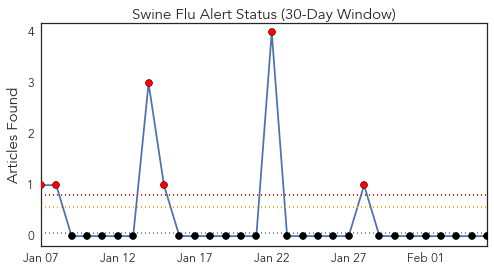 Swine Flu Alert Status (30-Day Window)
Articles Found
4
3
2
1
0
Jan 07 Jan 12 Jan 17 Jan 22 Jan 27 Feb 01